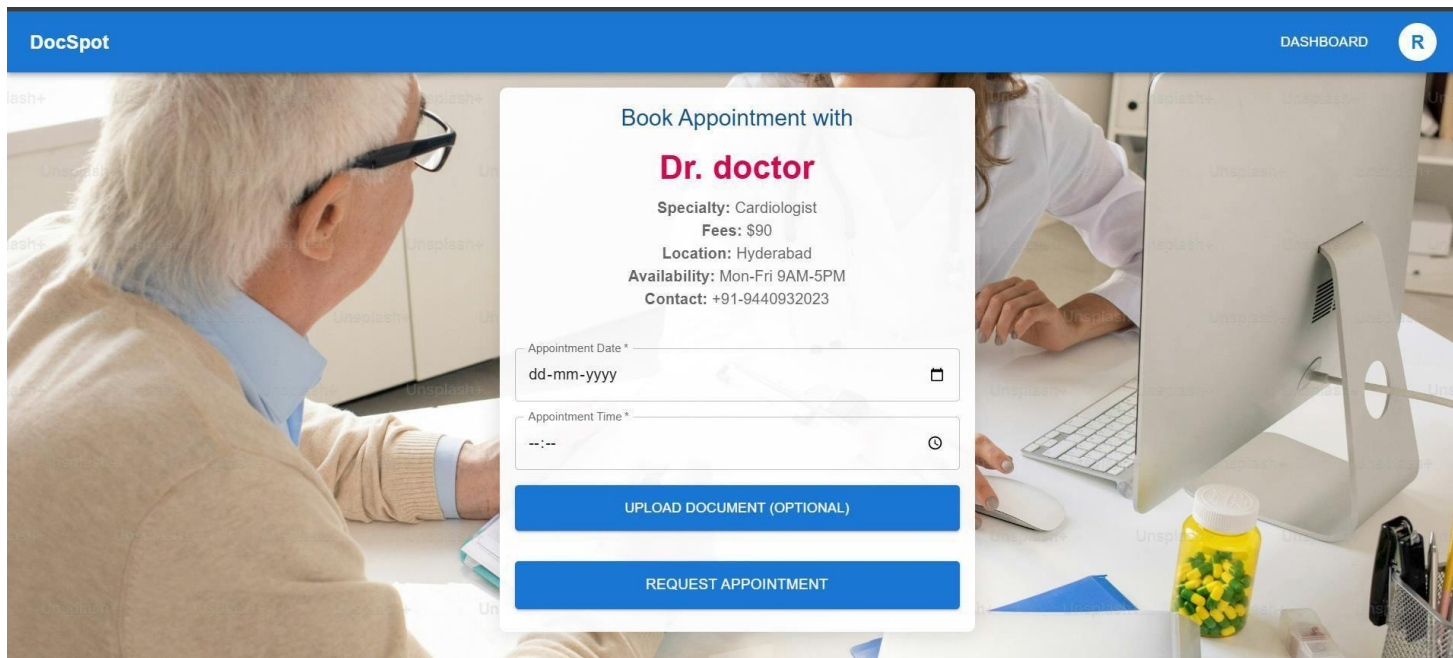 DocSpot
DASHBOARD
R
Book Appointment with
Dr. doctor
Specialty: Cardiologist
Fees: $90
Location: Hyderabad
Availability: Mon-Fri 9AM-5PM
Contact: +91-9440932023
Appointment Date *
dd-mm-yyyy
Appointment Time *
--:--
UPLOAD DOCUMENT (OPTIONAL)
REQUEST APPOINTMENT
Unsplash+